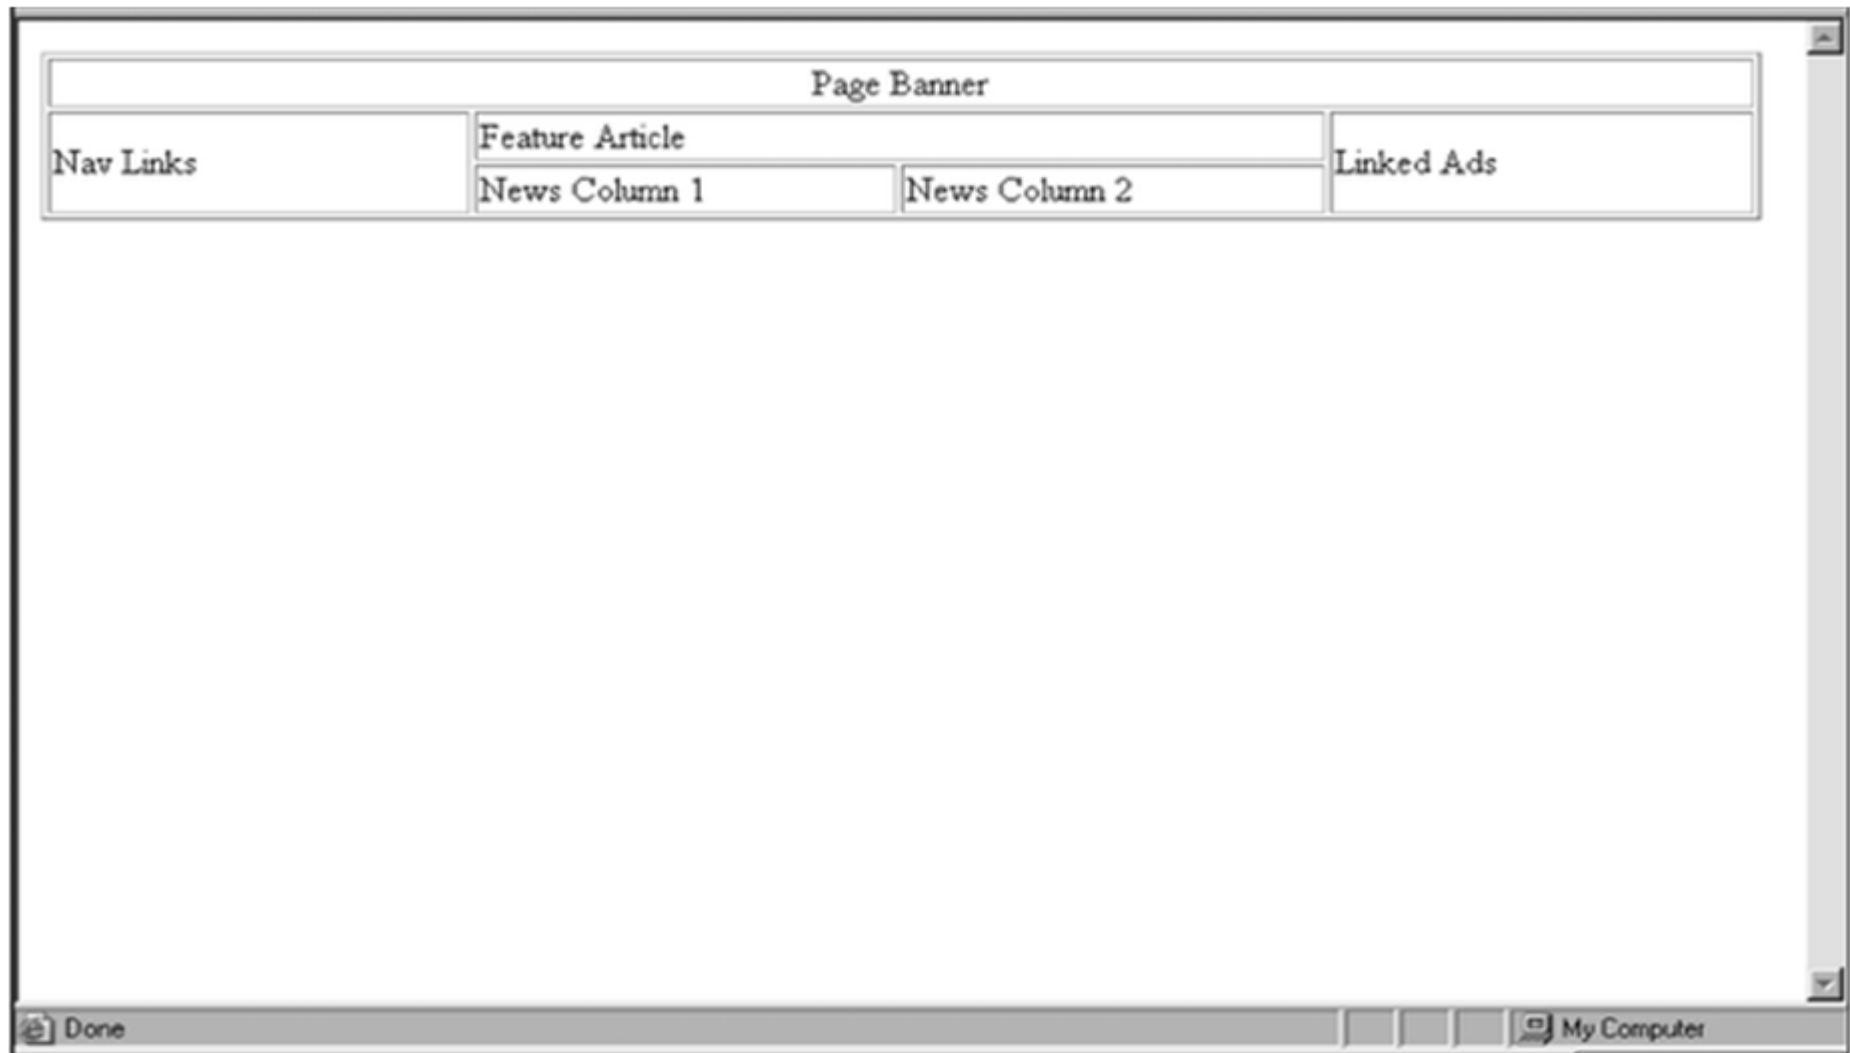 Page Banner
Nav Links
Feature Article
Linked Ads
News Column 1
News Column 2
Done
My Computer